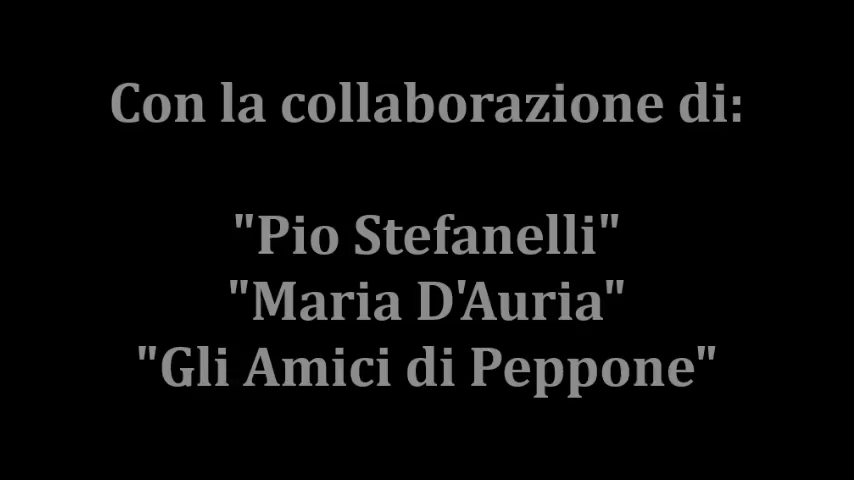 Con la collaborazione di:
"Pio Stefanelli"
"Maria D'Auria"
"Gli Amici di Peppone"